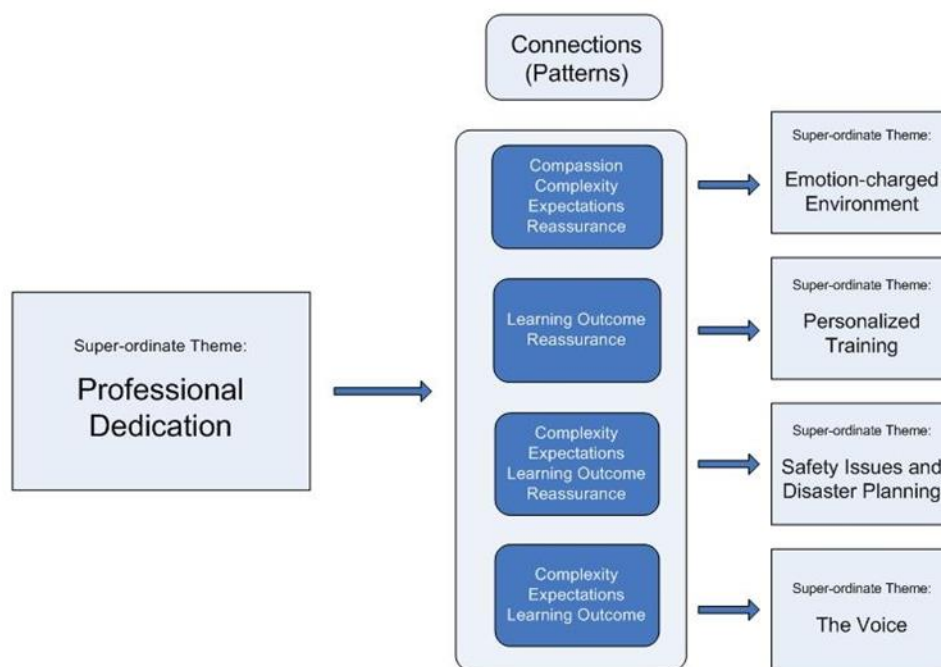 Connections
(Patterns)
Super-ordinate Theme:
Professional
Dedication
Compassion
Complexity
Expectations
Reassurance
Super-ordinate Theme:
Emotion-charged
Environment
Learning Outcome
Reassurance
Super-ordinate Theme:
Personalized
Training
Complexity
Expectations
Learning Outcome
Reassurance
Super-ordinate Theme:
Safety Issues and
Disaster Planning
Complexity
Expectations
Learning Outcome
Super-ordinate Theme:
The Voice